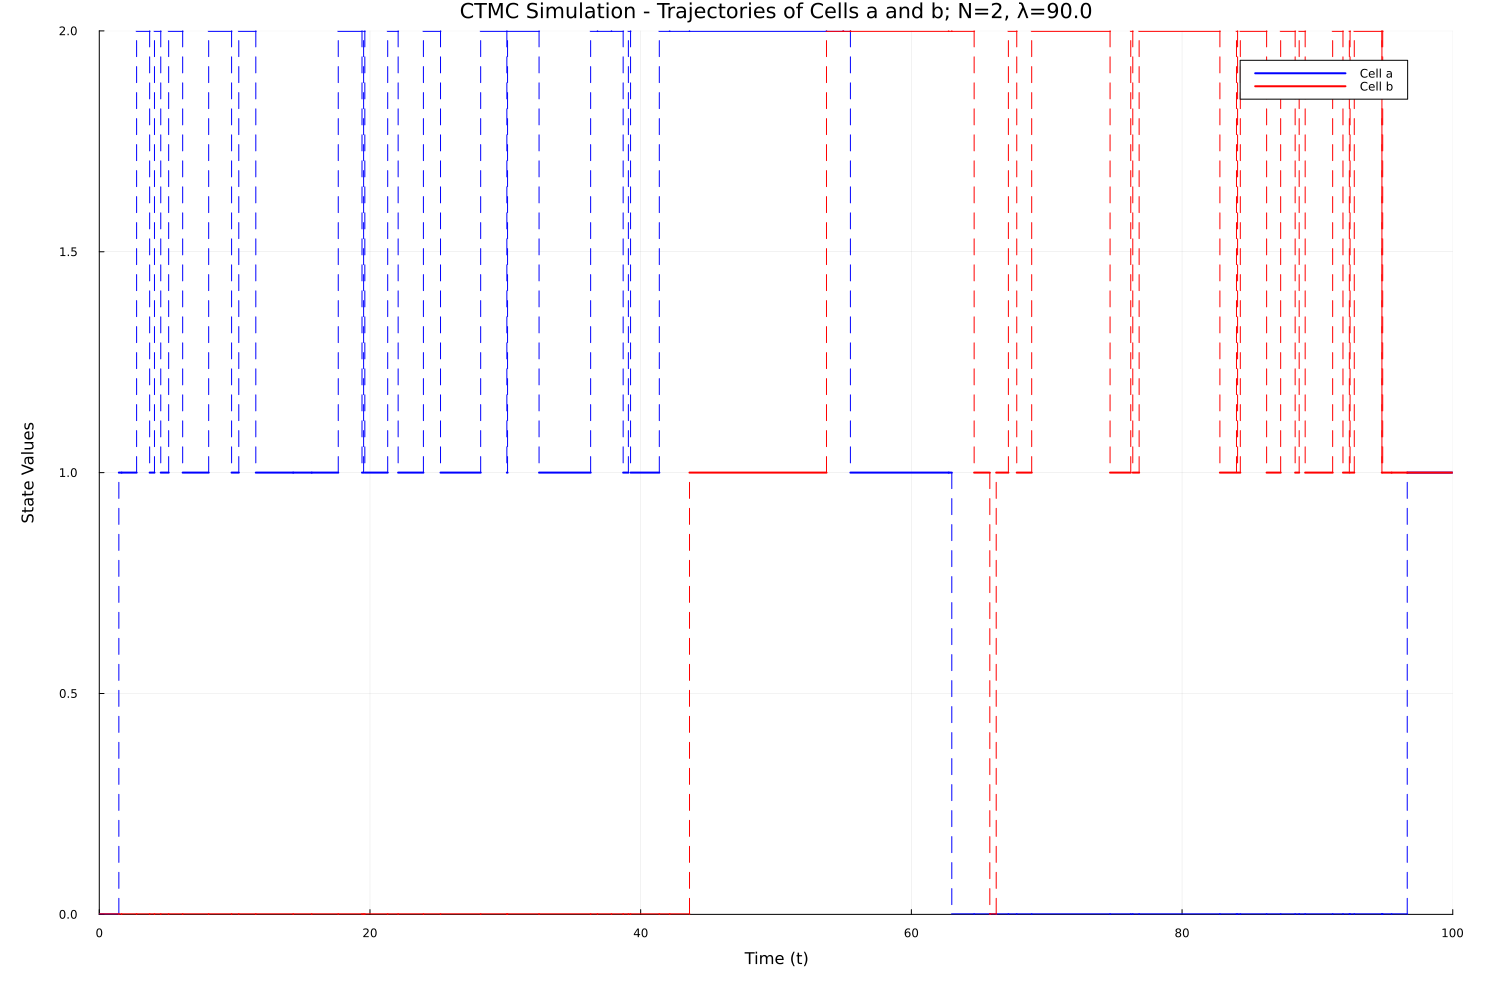 CTMC Simulation - Trajectories of Cells a and b; N=2, λ=90.0
Cell a
Cell b
State Values
2.0
1.5
1.0
0.5
0.0
0 20 40 60 80 100
Time (t)